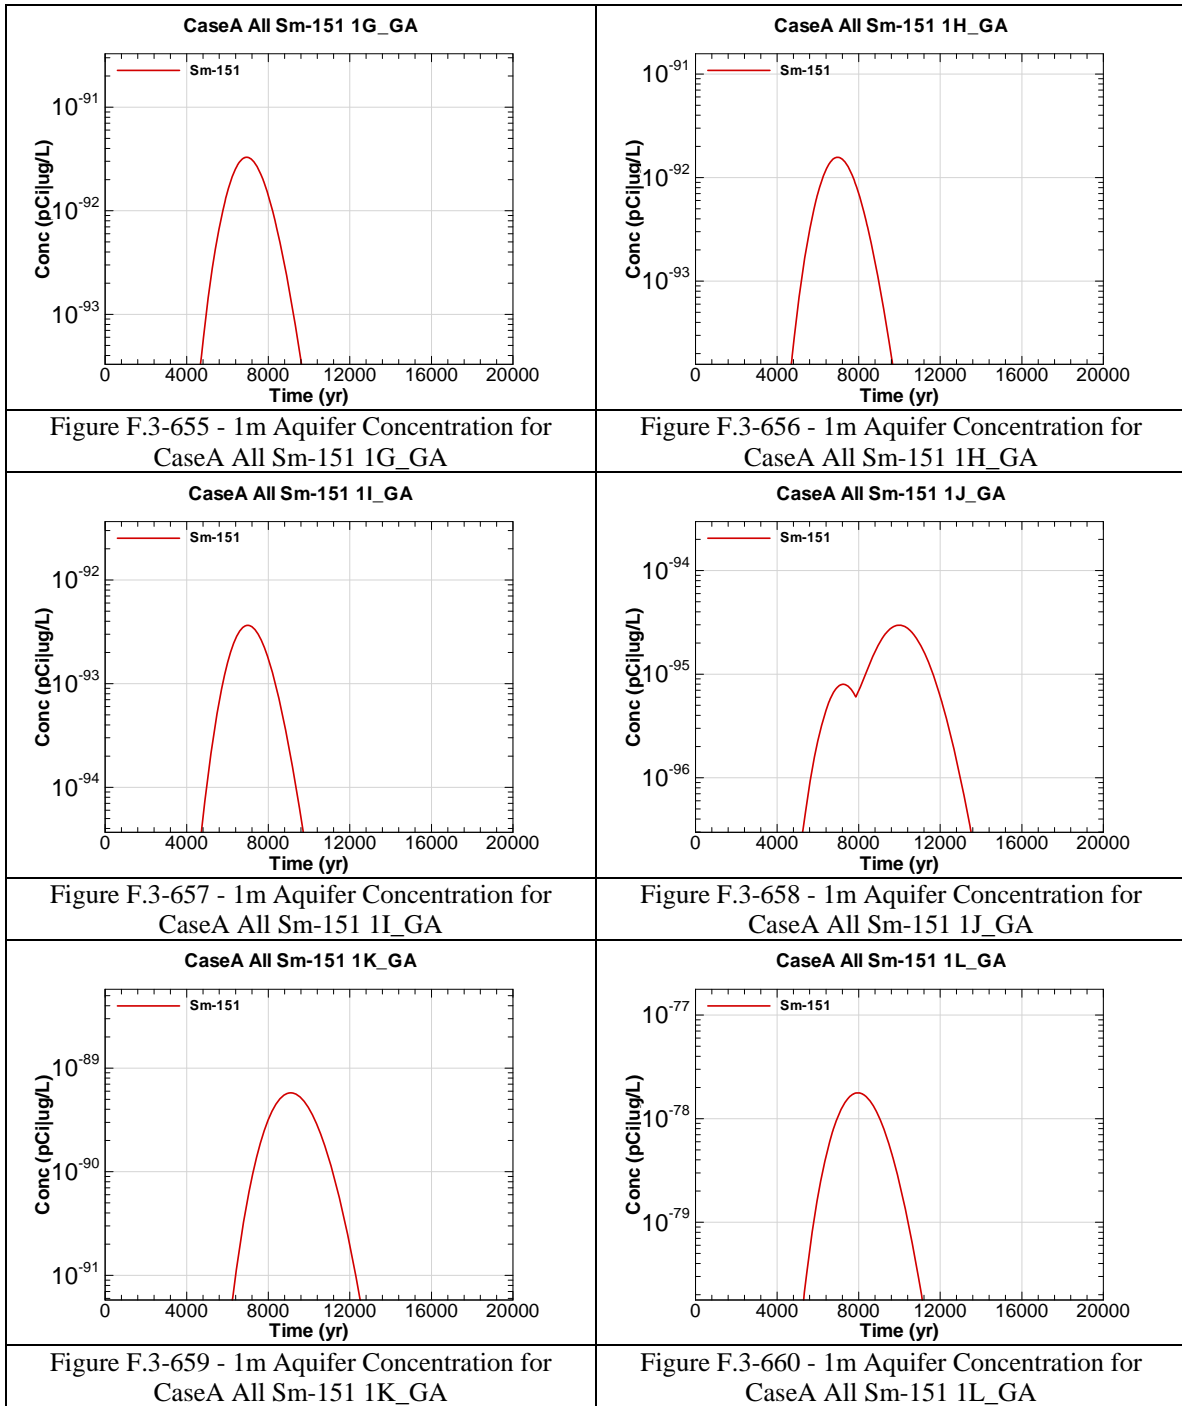 CaseA All Sm-151 1G_GA
Sm-151
10-91
10-92
10-93
Conc (pCi|ug/L)
0 4000 8000 12000 16000 20000
Time (yr)
Figure F.3-655 - 1m Aquifer Concentration for
CaseA All Sm-151 1G_GA
CaseA All Sm-151 1H_GA
Sm-151
10-91
10-92
10-93
Conc (pCi|ug/L)
0 4000 8000 12000 16000 20000
Time (yr)
Figure F.3-656 - 1m Aquifer Concentration for
CaseA All Sm-151 1H_GA
CaseA All Sm-151 1I_GA
Sm-151
10-92
10-93
10-94
Conc (pCi|ug/L)
0 4000 8000 12000 16000 20000
Time (yr)
Figure F.3-657 - 1m Aquifer Concentration for
CaseA All Sm-151 1I_GA
CaseA All Sm-151 1J_GA
Sm-151
10-94
10-95
10-96
Conc (pCi|ug/L)
0 4000 8000 12000 16000 20000
Time (yr)
Figure F.3-658 - 1m Aquifer Concentration for
CaseA All Sm-151 1J_GA
CaseA All Sm-151 1K_GA
Sm-151
10-89
10-90
10-91
Conc (pCi|ug/L)
0 4000 8000 12000 16000 20000
Time (yr)
Figure F.3-659 - 1m Aquifer Concentration for
CaseA All Sm-151 1K_GA
CaseA All Sm-151 1L_GA
Sm-151
10-77
10-78
10-79
Conc (pCi|ug/L)
0 4000 8000 12000 16000 20000
Time (yr)
Figure F.3-660 - 1m Aquifer Concentration for
CaseA All Sm-151 1L_GA